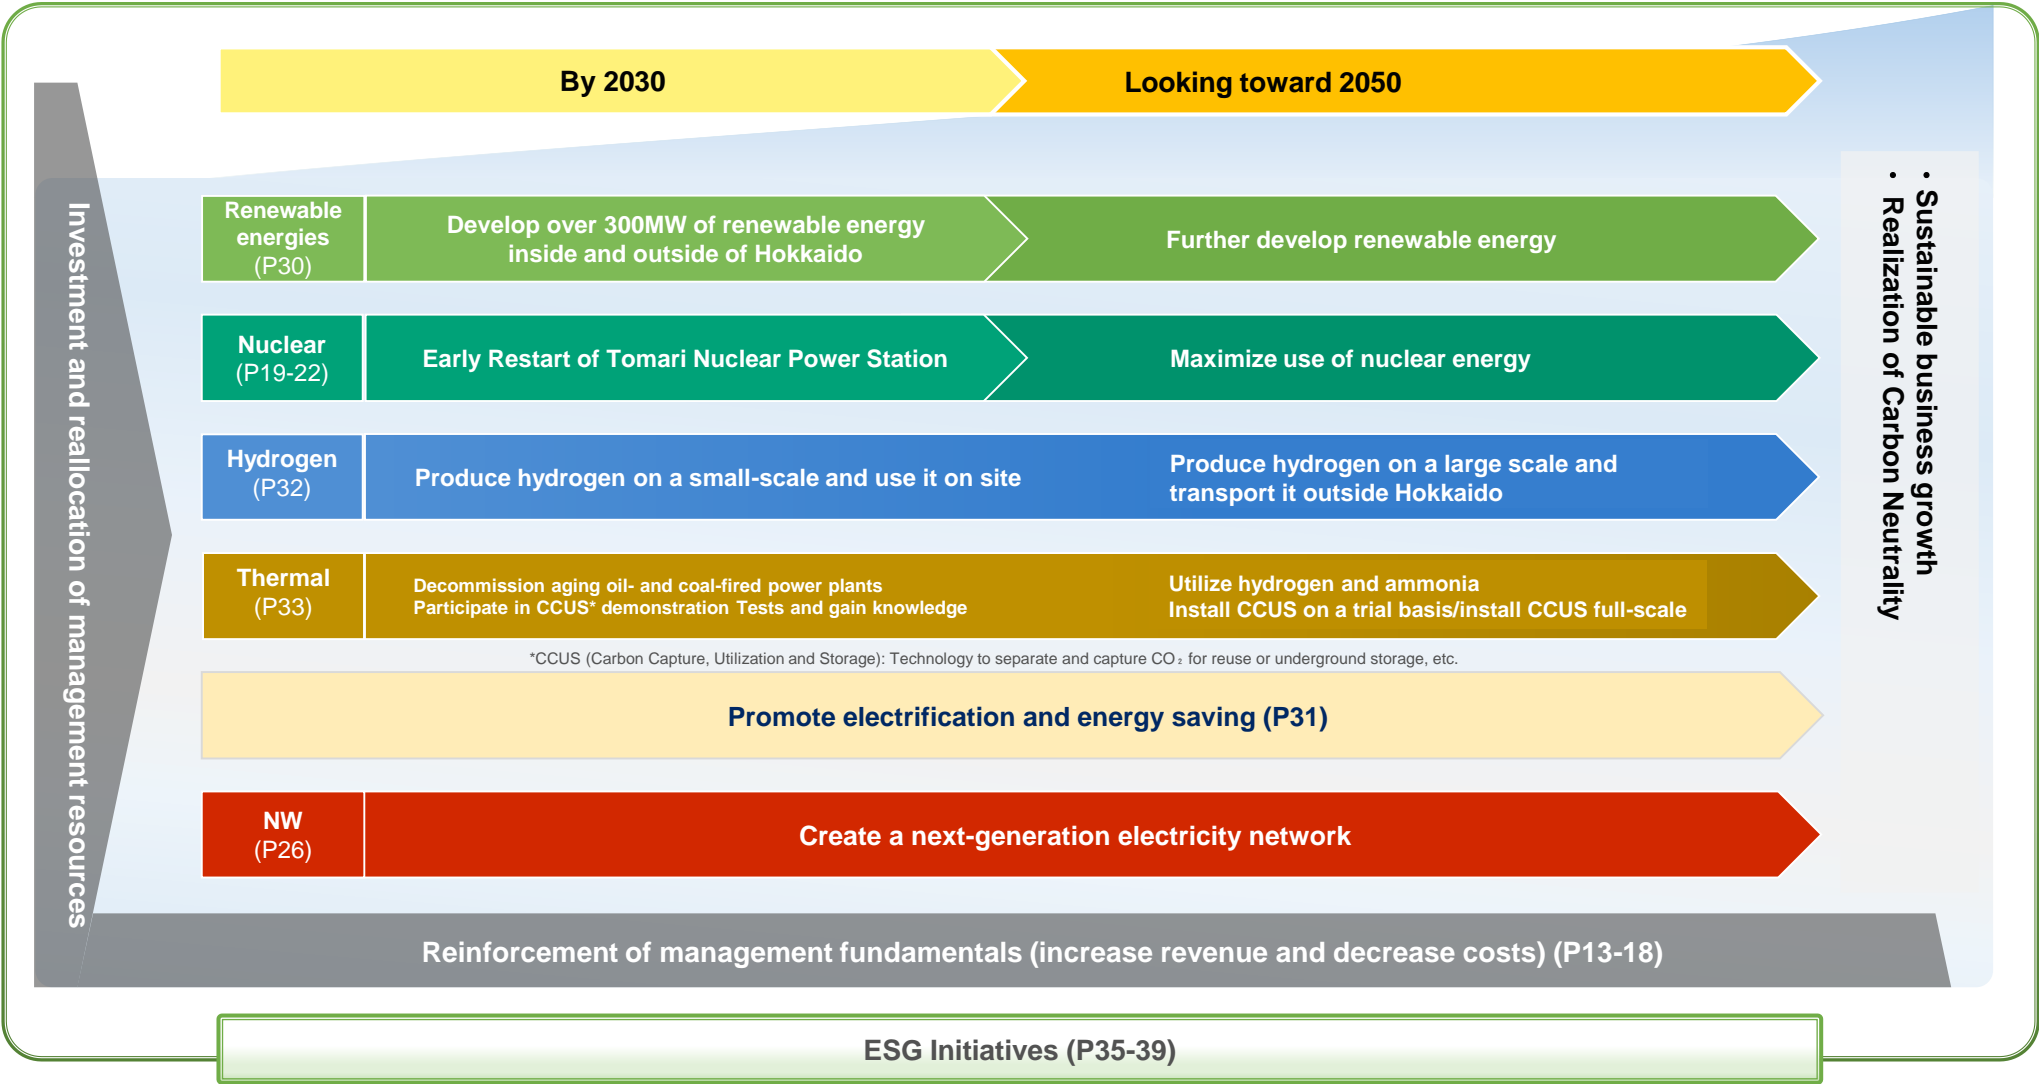 By 2030
Looking toward 2050
Investment and reallocation of management resources
Renewable
energies
(P30)
Develop over 300MW of renewable energy
inside and outside of Hokkaido
Further develop renewable energy
Nuclear
(P19-22)
Early Restart of Tomari Nuclear Power Station
Maximize use of nuclear energy
Hydrogen
(P32)
Produce hydrogen on a small-scale and use it on site
Produce hydrogen on a large scale and
transport it outside Hokkaido
Thermal
(P33)
Decommission aging oil- and coal-fired power plants
Participate in CCUS* demonstration Tests and gain knowledge
Utilize hydrogen and ammonia
Install CCUS on a trial basis/install CCUS full-scale
*CCUS (Carbon Capture, Utilization and Storage): Technology to separate and capture CO₂ for reuse or underground storage, etc.
Promote electrification and energy saving (P31)
NW
(P26)
Create a next-generation electricity network
・Sustainable business growth
・Realization of Carbon Neutrality
Reinforcement of management fundamentals (increase revenue and decrease costs) (P13-18)
ESG Initiatives (P35-39)